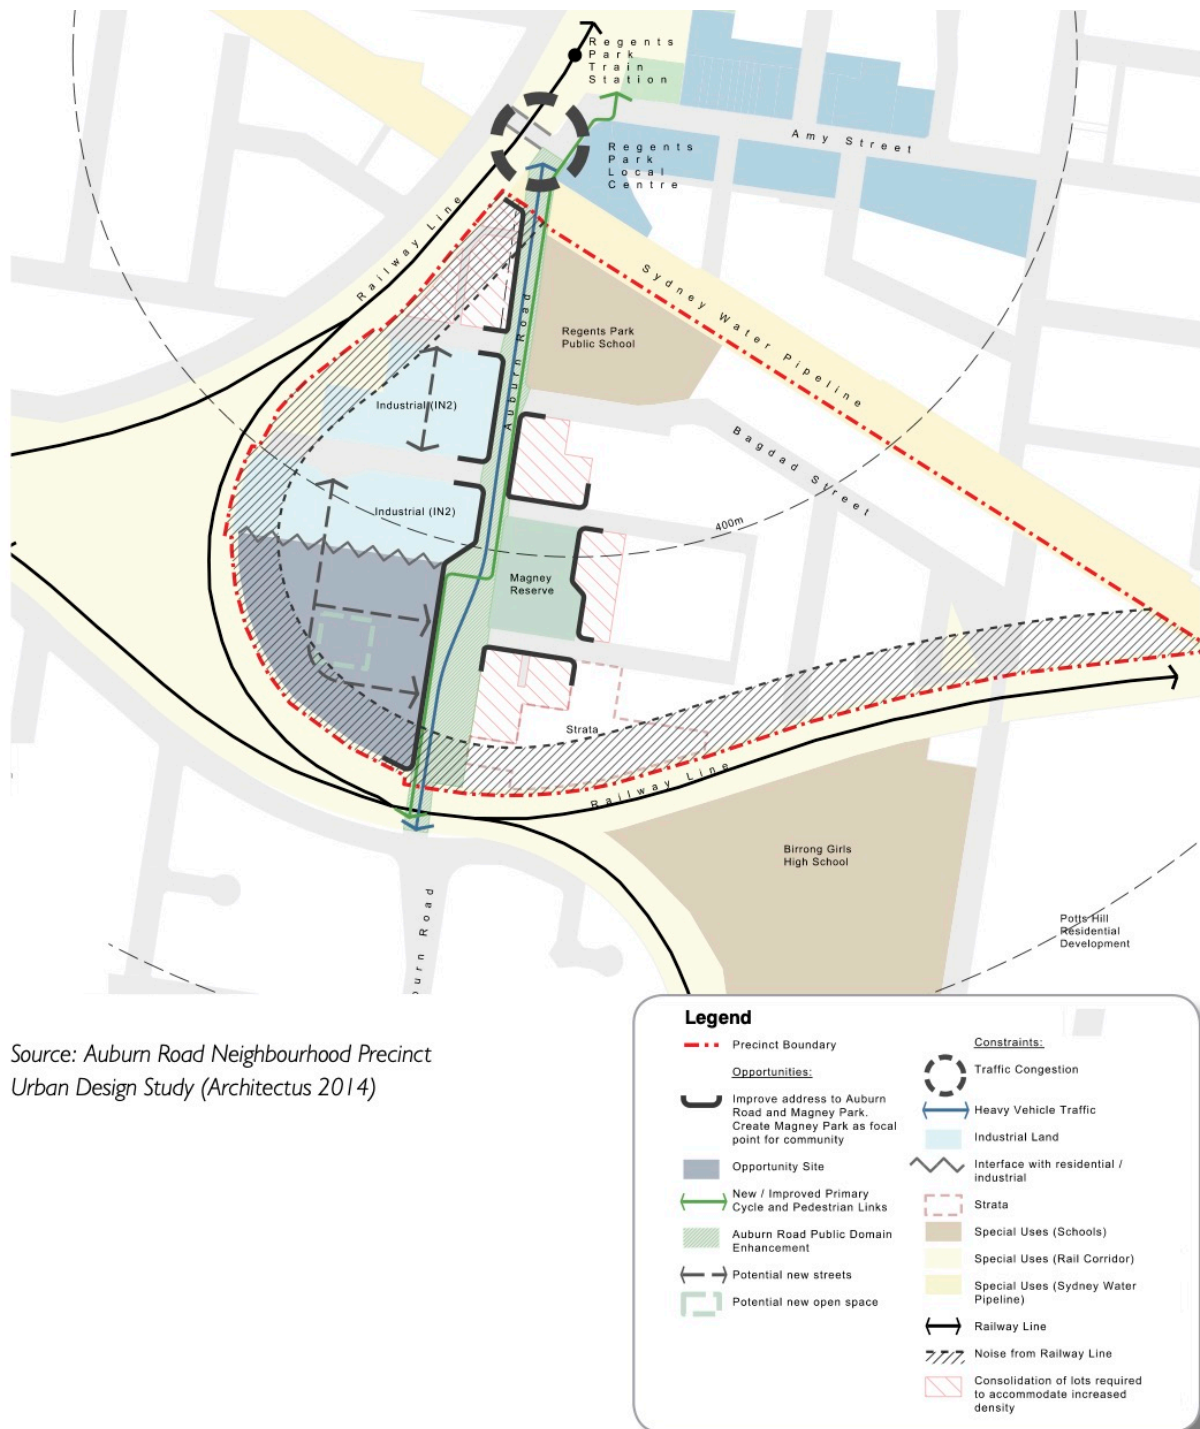 Regents
Park
Train
Station
Amy Street
Regents
Park
Local
Centre
Railway Line
Sydney Water Pipeline
Auburn Road
Regents Park
Public School
Industrial (IN2)
Bagdad Street
Industrial (IN2)
400m
Magney
Reserve
Strata
Railway Line
Birrong Girls
High School
Potts Hill
Residential
Development
burn Road
Source: Auburn Road Neighbourhood Precinct
Urban Design Study (Architectus 2014)
Legend
Precinct Boundary
Opportunities:
Improve address to Auburn
Road and Magney Park.
Create Magney Park as focal
point for community
Opportunity Site
New / Improved Primary
Cycle and Pedestrian Links
Auburn Road Public Domain
Enhancement
Potential new streets
Potential new open space
Constraints:
Traffic Congestion
Heavy Vehicle Traffic
Industrial Land
Interface with residential /
industrial
Strata
Special Uses (Schools)
Special Uses (Rail Corridor)
Special Uses (Sydney Water
Pipeline)
Railway Line
Noise from Railway Line
Consolidation of lots required
to accommodate increased
density